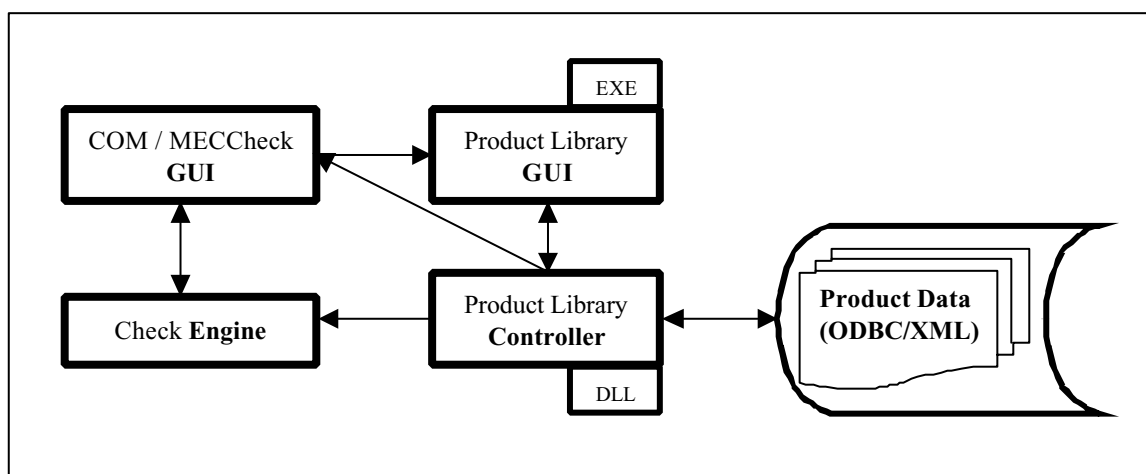 EXE
COM / MECCheck
GUI
Product Library
GUI
Check Engine
Product Library
Controller
DLL
Product Data
(ODBC/XML)